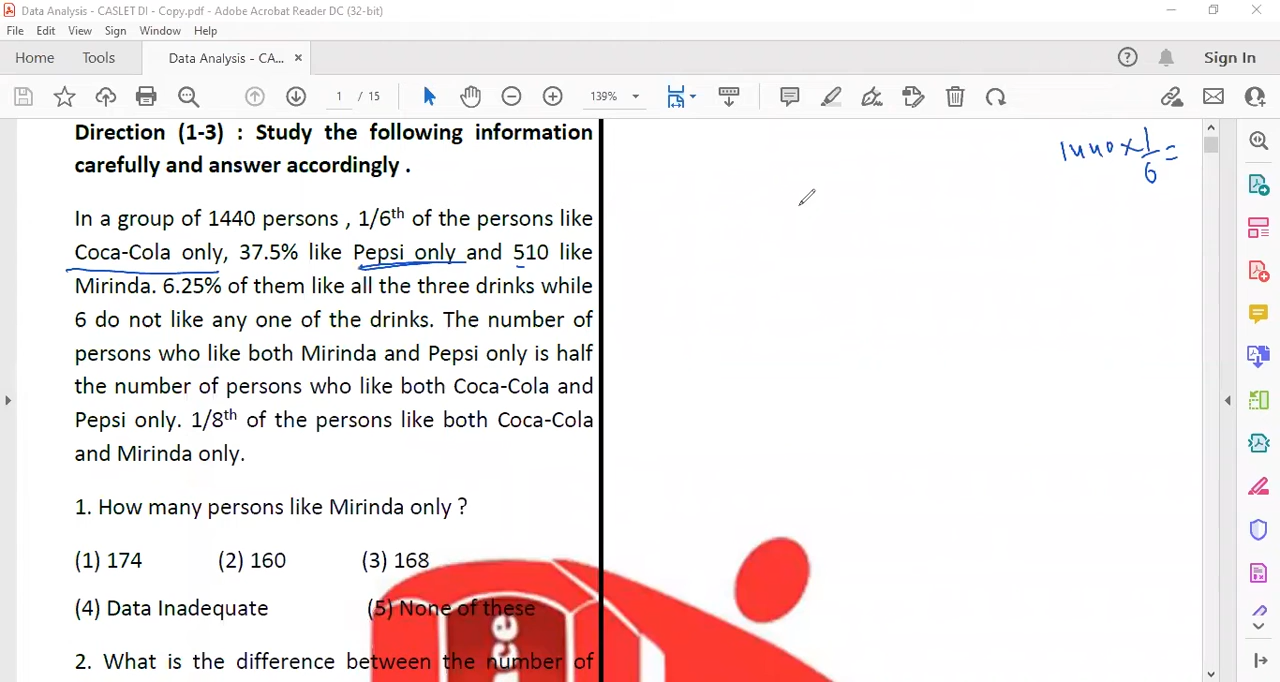 Data Analysis - CASLET DI - Copy.pdf - Adobe Acrobat Reader DC (32-bit)
File Edit View Sign Window Help
Home Tools Data Analysis - CA... × Sign In
1 / 15 139%
Direction (1-3) : Study the following information
carefully and answer accordingly .
1440 × 1/6 =
In a group of 1440 persons , 1/6th of the persons like
Coca-Cola only, 37.5% like Pepsi only and 510 like
Mirinda. 6.25% of them like all the three drinks while
6 do not like any one of the drinks. The number of
persons who like both Mirinda and Pepsi only is half
the number of persons who like both Coca-Cola and
Pepsi only. 1/8th of the persons like both Coca-Cola
and Mirinda only.
1. How many persons like Mirinda only ?
(1) 174 (2) 160 (3) 168
(4) Data Inadequate (5) None of these
2. What is the difference between the number of